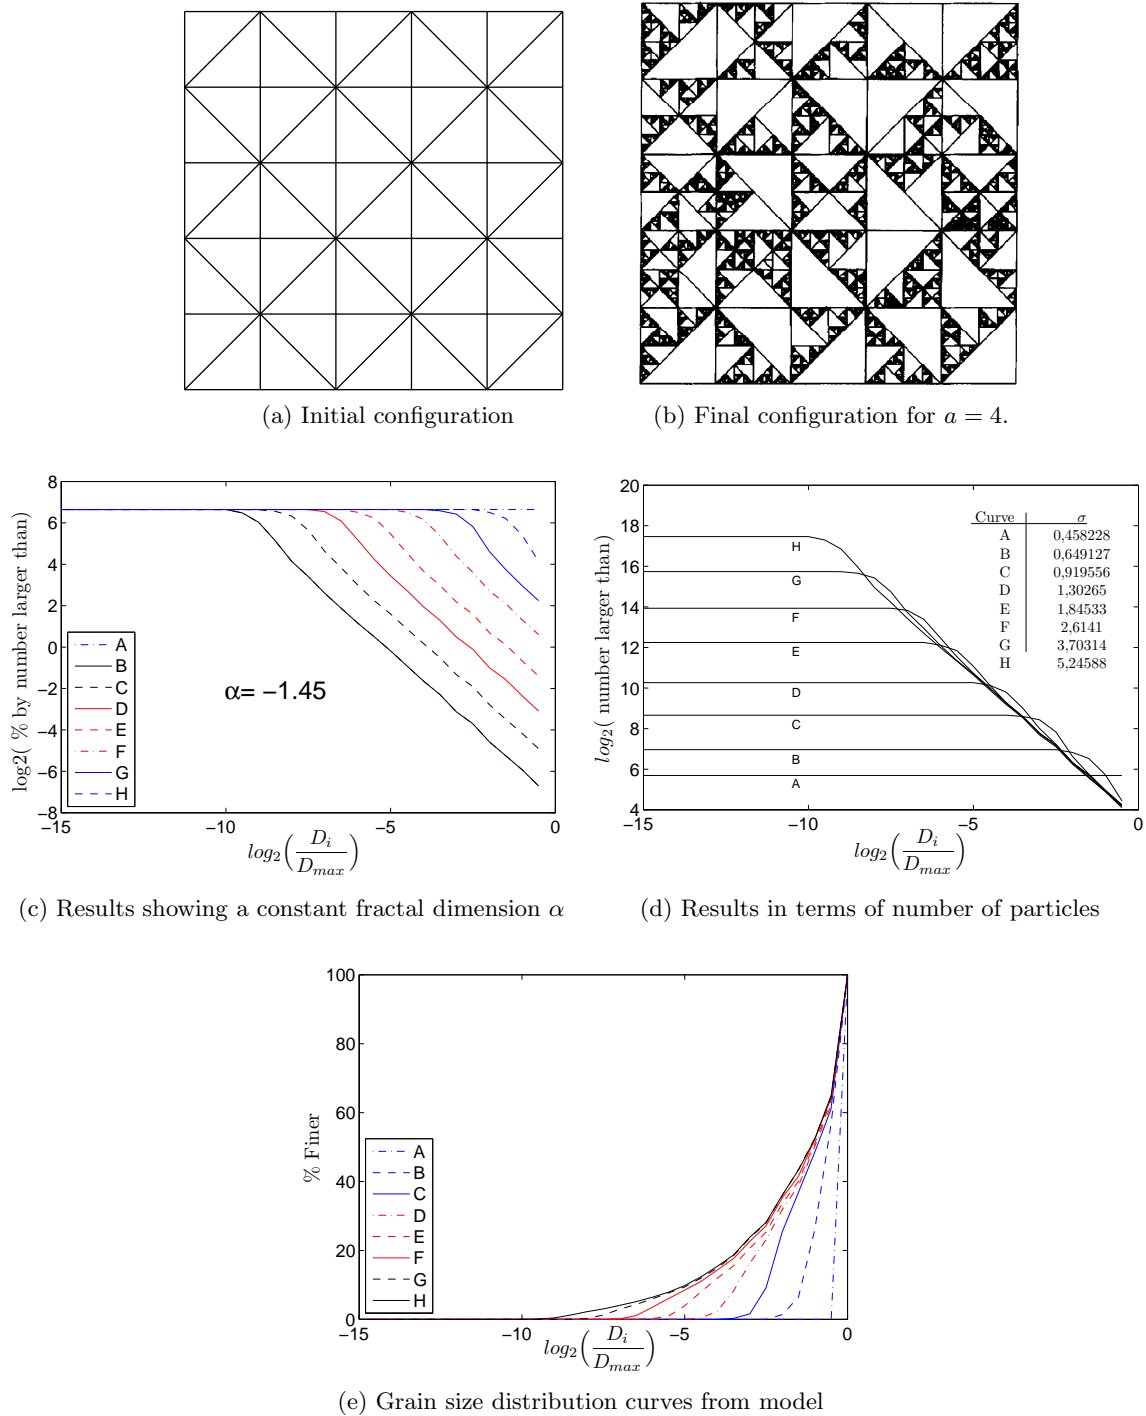 (a) Initial configuration
(b) Final configuration for a = 4.
8
6
4
2
0
−2
−4
−6
−8
−15
−10
−5
0
log2( % by number larger than)
A
B
C
D
E
F
G
H
α= −1.45
log2(Di/Dmax)
(c) Results showing a constant fractal dimension α
20
18
16
14
12
10
8
6
4
−15
−10
−5
0
log2( number larger than)
H
G
F
E
D
C
B
A
Curve σ
A 0,458228
B 0,649127
C 0,919556
D 1,30265
E 1,84533
F 2,6141
G 3,70314
H 5,24588
log2(Di/Dmax)
(d) Results in terms of number of particles
100
80
60
40
20
0
−15
−10
−5
0
% Finer
A
B
C
D
E
F
G
H
log2(Di/Dmax)
(e) Grain size distribution curves from model